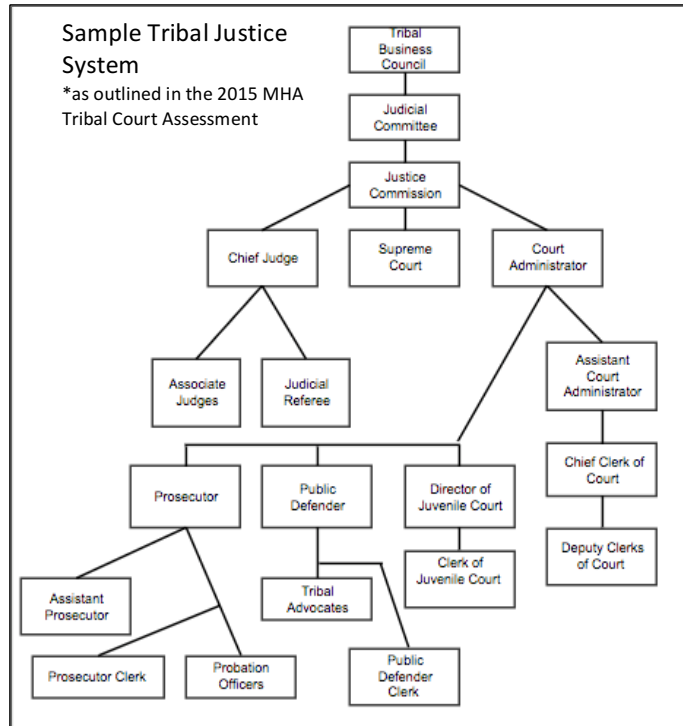 Sample Tribal Justice
System
*as outlined in the 2015 MHA
Tribal Court Assessment
Tribal
Business
Council
Judicial
Committee
Justice
Commission
Chief Judge
Supreme
Court
Court
Administrator
Associate
Judges
Judicial
Referee
Assistant
Court
Administrator
Prosecutor
Public
Defender
Director of
Juvenile Court
Chief Clerk of
Court
Assistant
Prosecutor
Tribal
Advocates
Clerk of
Juvenile Court
Deputy Clerks
of Court
Prosecutor Clerk
Probation
Officers
Public
Defender
Clerk